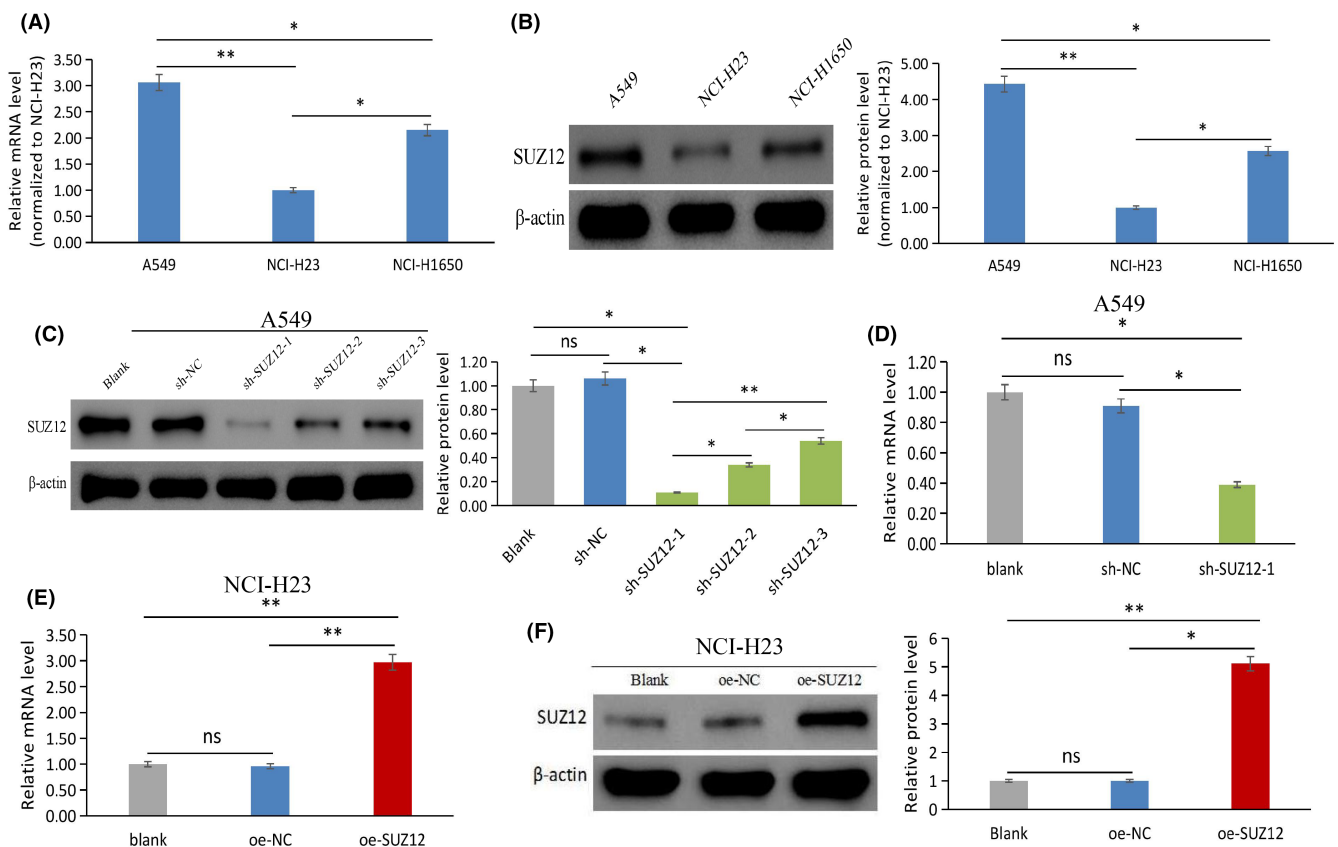 (A)
*
**
*
Relative mRNA level
(normalized to NCI-H23)
3.50
3.00
2.50
2.00
1.50
1.00
0.50
0.00
A549 NCI-H23 NCI-H1650
(B)
A549 NCI-H23 NCI-H1650
SUZ12
β-actin
*
**
*
Relative protein level
(normalized to NCI-H23)
5.00
4.00
3.00
2.00
1.00
0.00
A549 NCI-H23 NCI-H1650
(C)
A549
Blank sh-NC sh-SUZ12-1 sh-SUZ12-2 sh-SUZ12-3
SUZ12
β-actin
*
ns *
**
*
*
Relative protein level
1.20
1.00
0.80
0.60
0.40
0.20
0.00
Blank sh-NC sh-SUZ12-1 sh-SUZ12-2 sh-SUZ12-3
(D)
A549
*
ns *
Relative mRNA level
1.20
1.00
0.80
0.60
0.40
0.20
0.00
blank sh-NC sh-SUZ12-1
(E)
NCI-H23
**
**
ns
Relative mRNA level
3.50
3.00
2.50
2.00
1.50
1.00
0.50
0.00
blank oe-NC oe-SUZ12
(F)
NCI-H23
Blank oe-NC oe-SUZ12
SUZ12
β-actin
**
*
ns
Relative protein level
6
5
4
3
2
1
0
Blank oe-NC oe-SUZ12